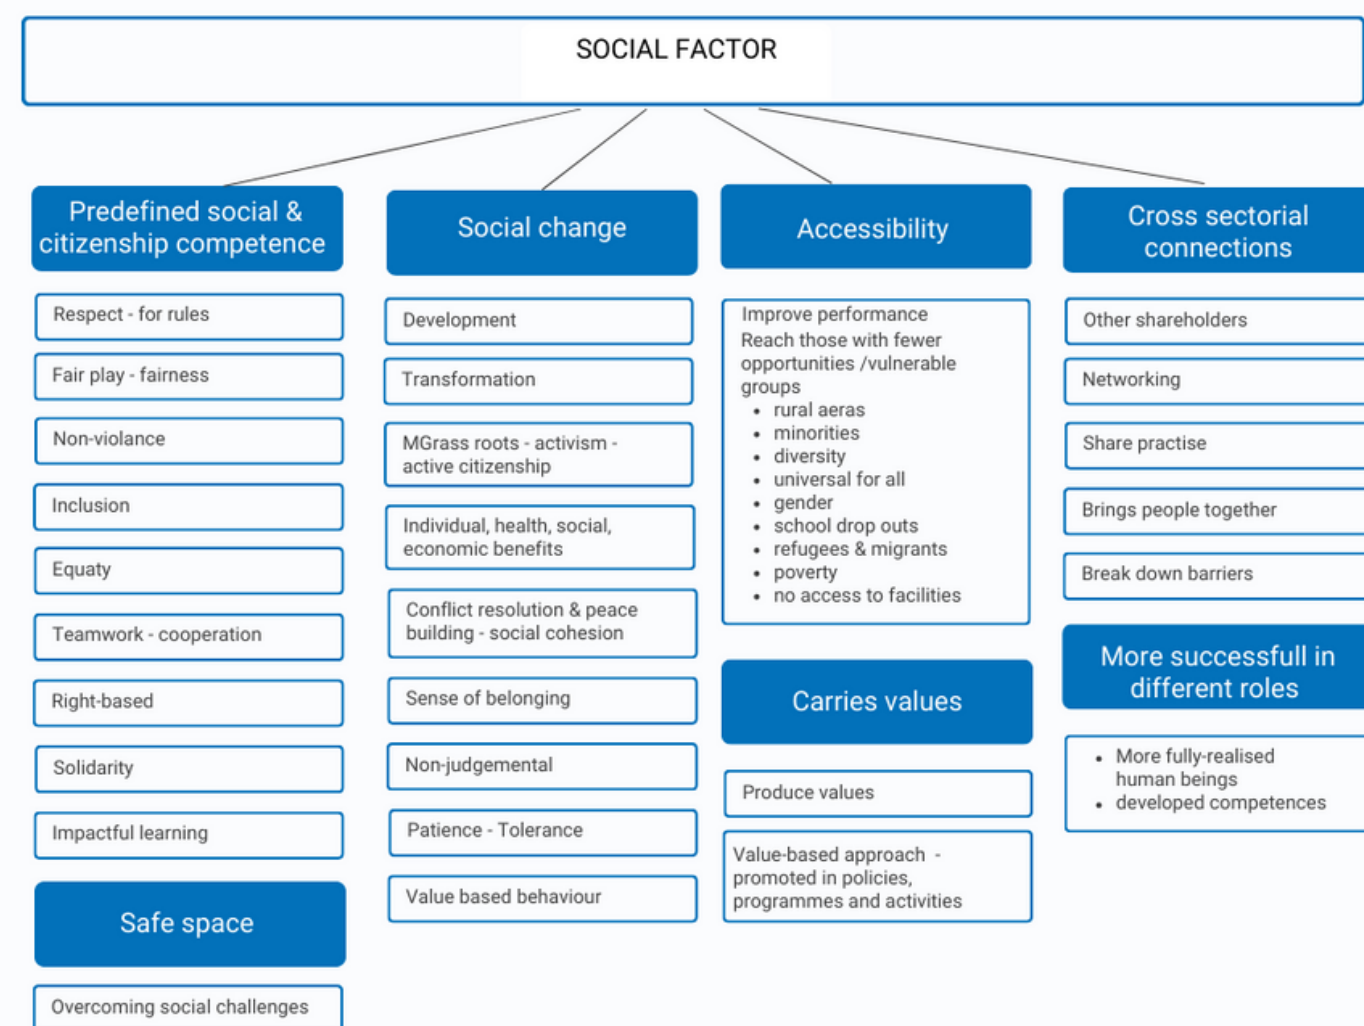 SOCIAL FACTOR
Predefined social &
citizenship competence
Respect - for rules
Fair play - fairness
Non-violance
Inclusion
Equaty
Teamwork - cooperation
Right-based
Solidarity
Impactful learning
Safe space
Overcoming social challenges
Social change
Development
Transformation
MGrass roots - activism -
active citizenship
Individual, health, social,
economic benefits
Conflict resolution & peace
building - social cohesion
Sense of belonging
Non-judgemental
Patience - Tolerance
Value based behaviour
Accessibility
Improve performance
Reach those with fewer
opportunities /vulnerable
groups
• rural aeras
• minorities
• diversity
• universal for all
• gender
• school drop outs
• refugees & migrants
• poverty
• no access to facilities
Carries values
Produce values
Value-based approach -
promoted in policies,
programmes and activities
Cross sectorial
connections
Other shareholders
Networking
Share practise
Brings people together
Break down barriers
More successfull in
different roles
• More fully-realised
human beings
• developed competences